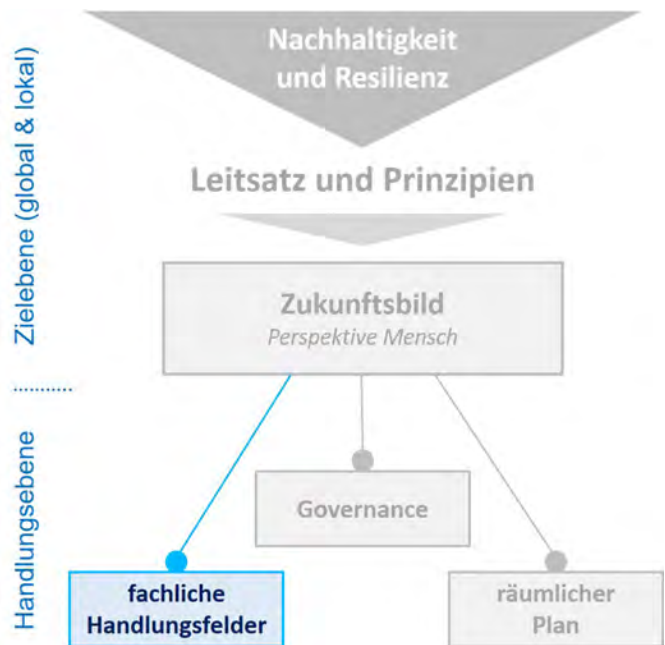 Zielebene (global & lokal)
Nachhaltigkeit
und Resilienz
Leitsatz und Prinzipien
Zukunftsbild
Perspektive Mensch
Handlungsebene
Governance
fachliche
Handlungsfelder
räumlicher
Plan